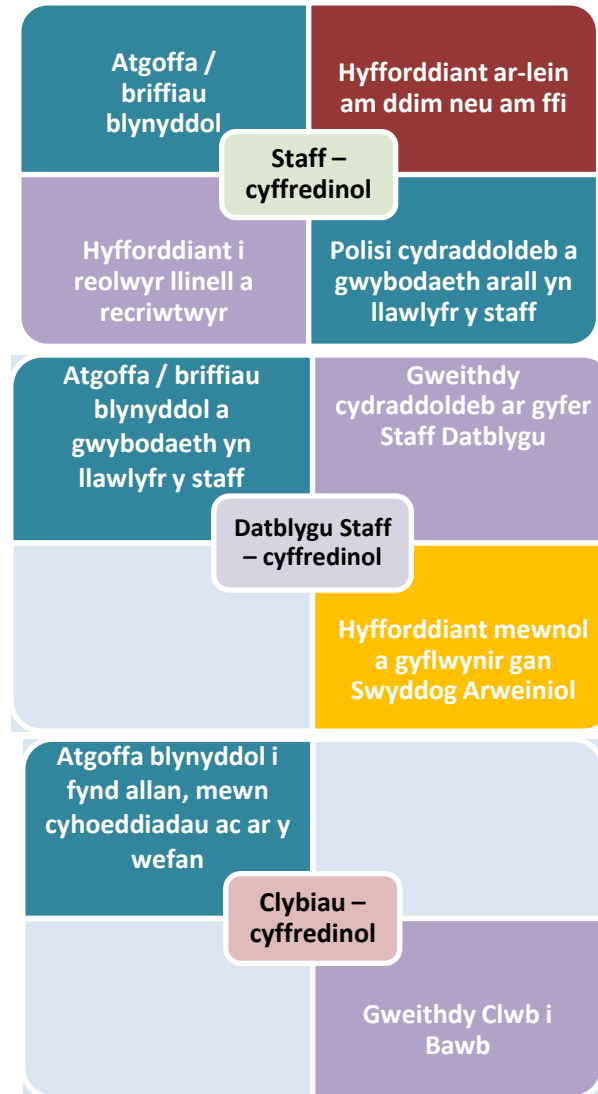 Atgoffa /
briffiau
blynyddol
Hyfforddiant ar-lein
am ddim neu am ffi
Staff –
cyffredinol
Hyfforddiant i
reolwyr llinell a
recriwtwyr
Polisi cydraddoldeb a
gwybodaeth arall yn
llawlyfr y staff
Atgoffa / briffiau
blynyddol a
gwybodaeth yn
llawlyfr y staff
Gweithdy
cydraddoldeb ar gyfer
Staff Datblygu
Datblygu Staff
– cyffredinol
Hyfforddiant mewnol
a gyflwynir gan
Swyddog Arweiniol
Atgoffa blynyddol i
fynd allan, mewn
cyhoeddiadau ac ar y
wefan
Clybiau –
cyffredinol
Gweithdy Clwb i
Bawb